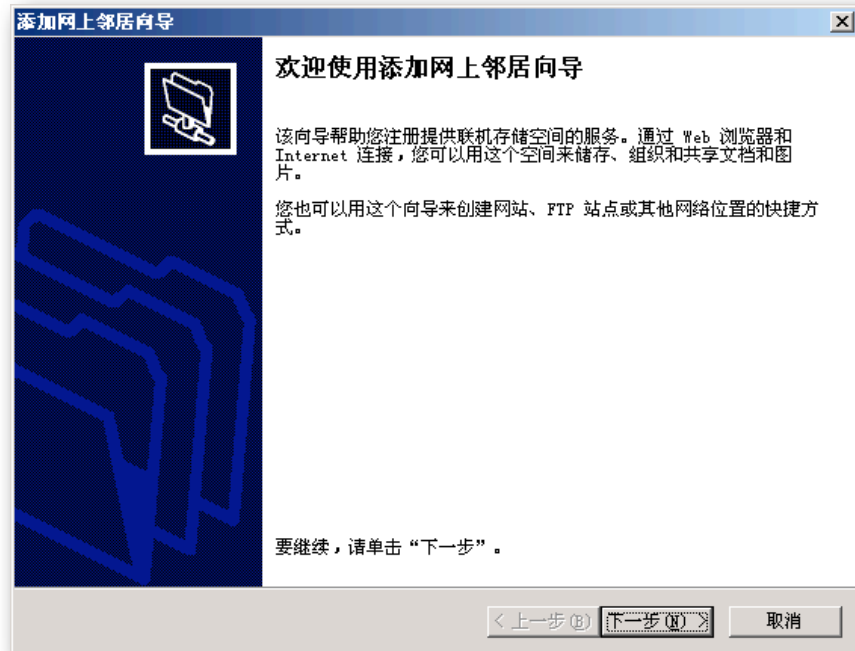 添加网上邻居向导
欢迎使用添加网上邻居向导
该向导帮助您注册提供联机存储空间的服务。通过 Web 浏览器和
Internet 连接，您可以用这个空间来储存、组织和共享文档和图
片。
您也可以用这个向导来创建网站、FTP 站点或其他网络位置的快捷方
式。
要继续，请单击“下一步”。
< 上一步(B) 下一步(N) > 取消